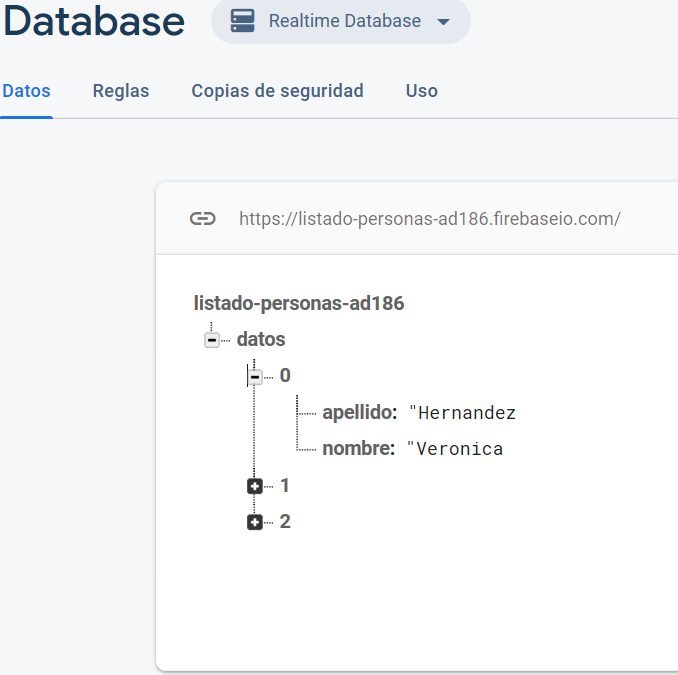 Database
Realtime Database
Datos Reglas Copias de seguridad Uso
https://listado-personas-ad186.firebaseio.com/
listado-personas-ad186
datos
0
apellido: "Hernandez
nombre: "Veronica
1
2